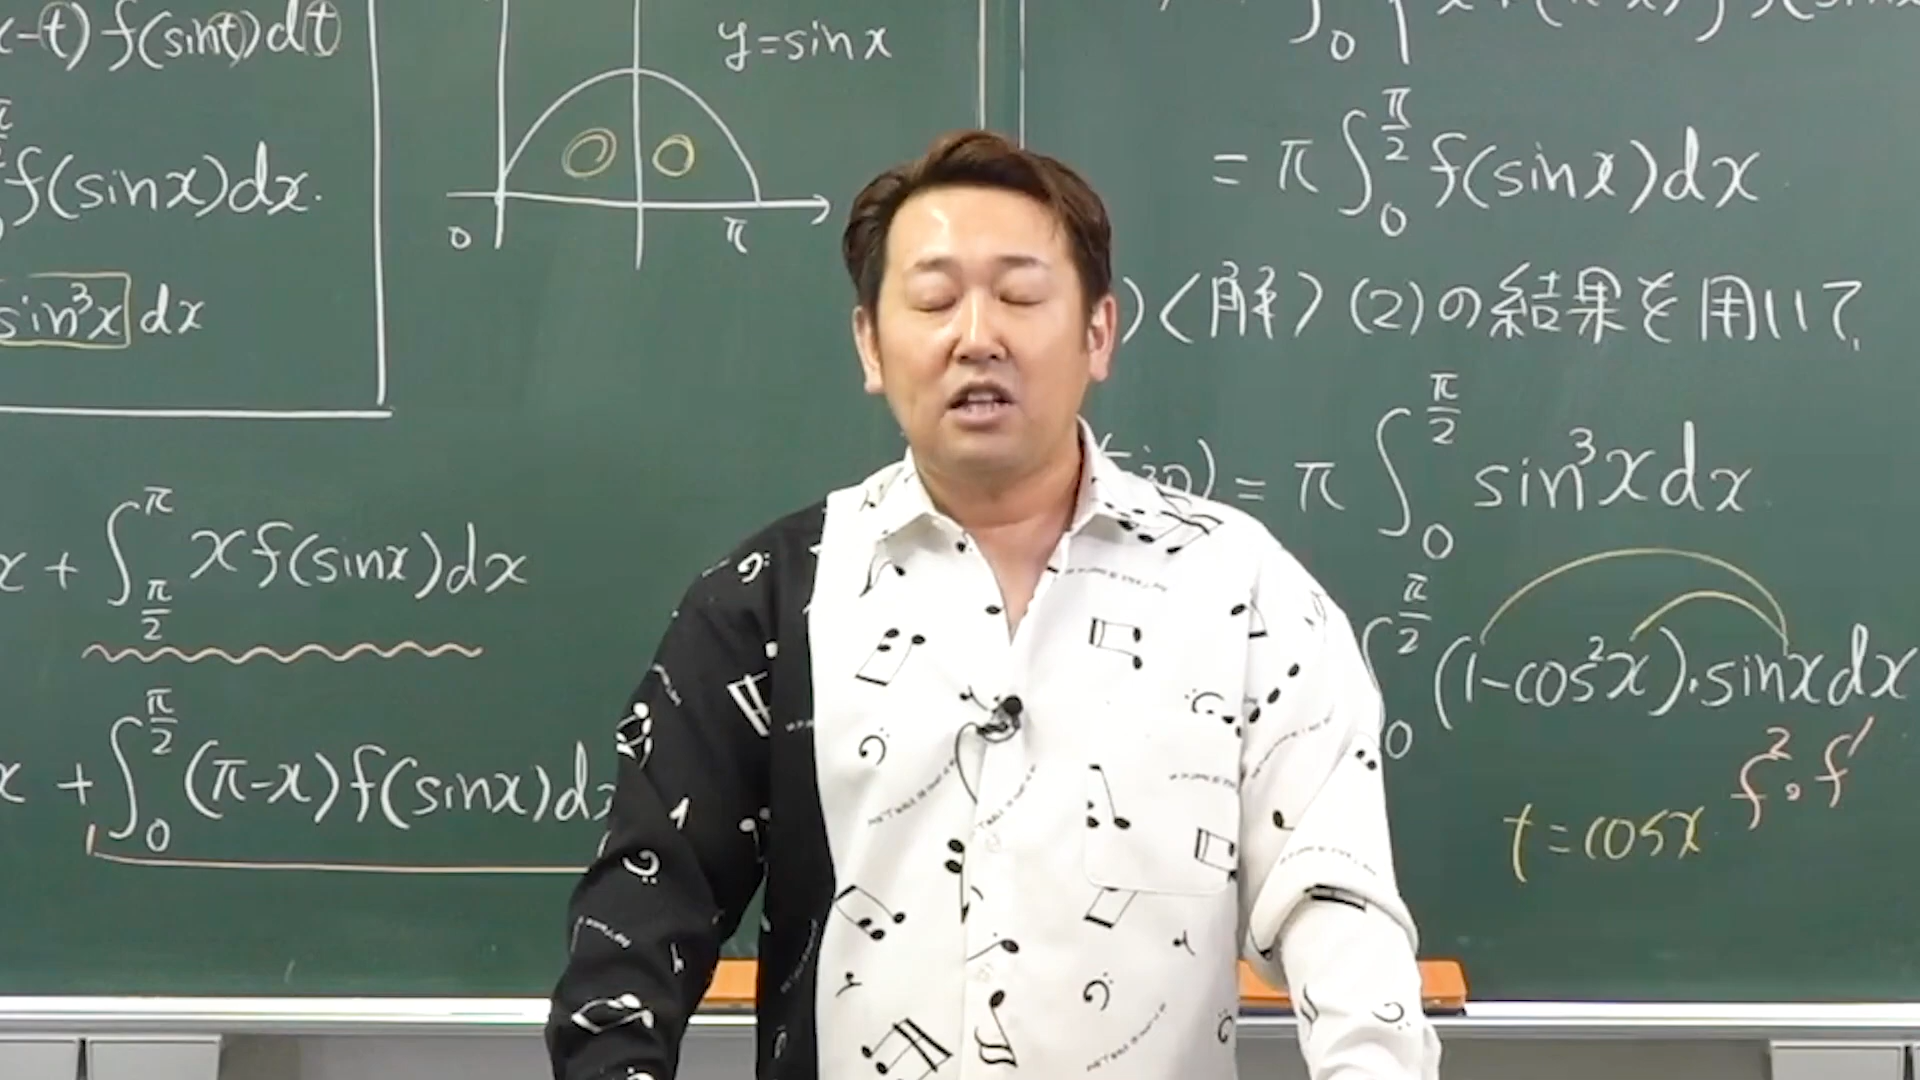 (-t) f(sint)dt
π/2 f(sinx)dx.
sin³x dx
y=sinx
0 π
x + ∫_{π/2}^{π} x f(sinx)dx
x + ∫_{0}^{π/2} (π-x)f(sinx)dx
= π ∫_{0}^{π/2} f(sinx)dx
)<解> (2)の結果を用いて、
= π ∫_{0}^{π/2} sin³x dx
∫_{0}^{π/2} (1-cos²x)·sinx dx
f²·f′
t=cosx